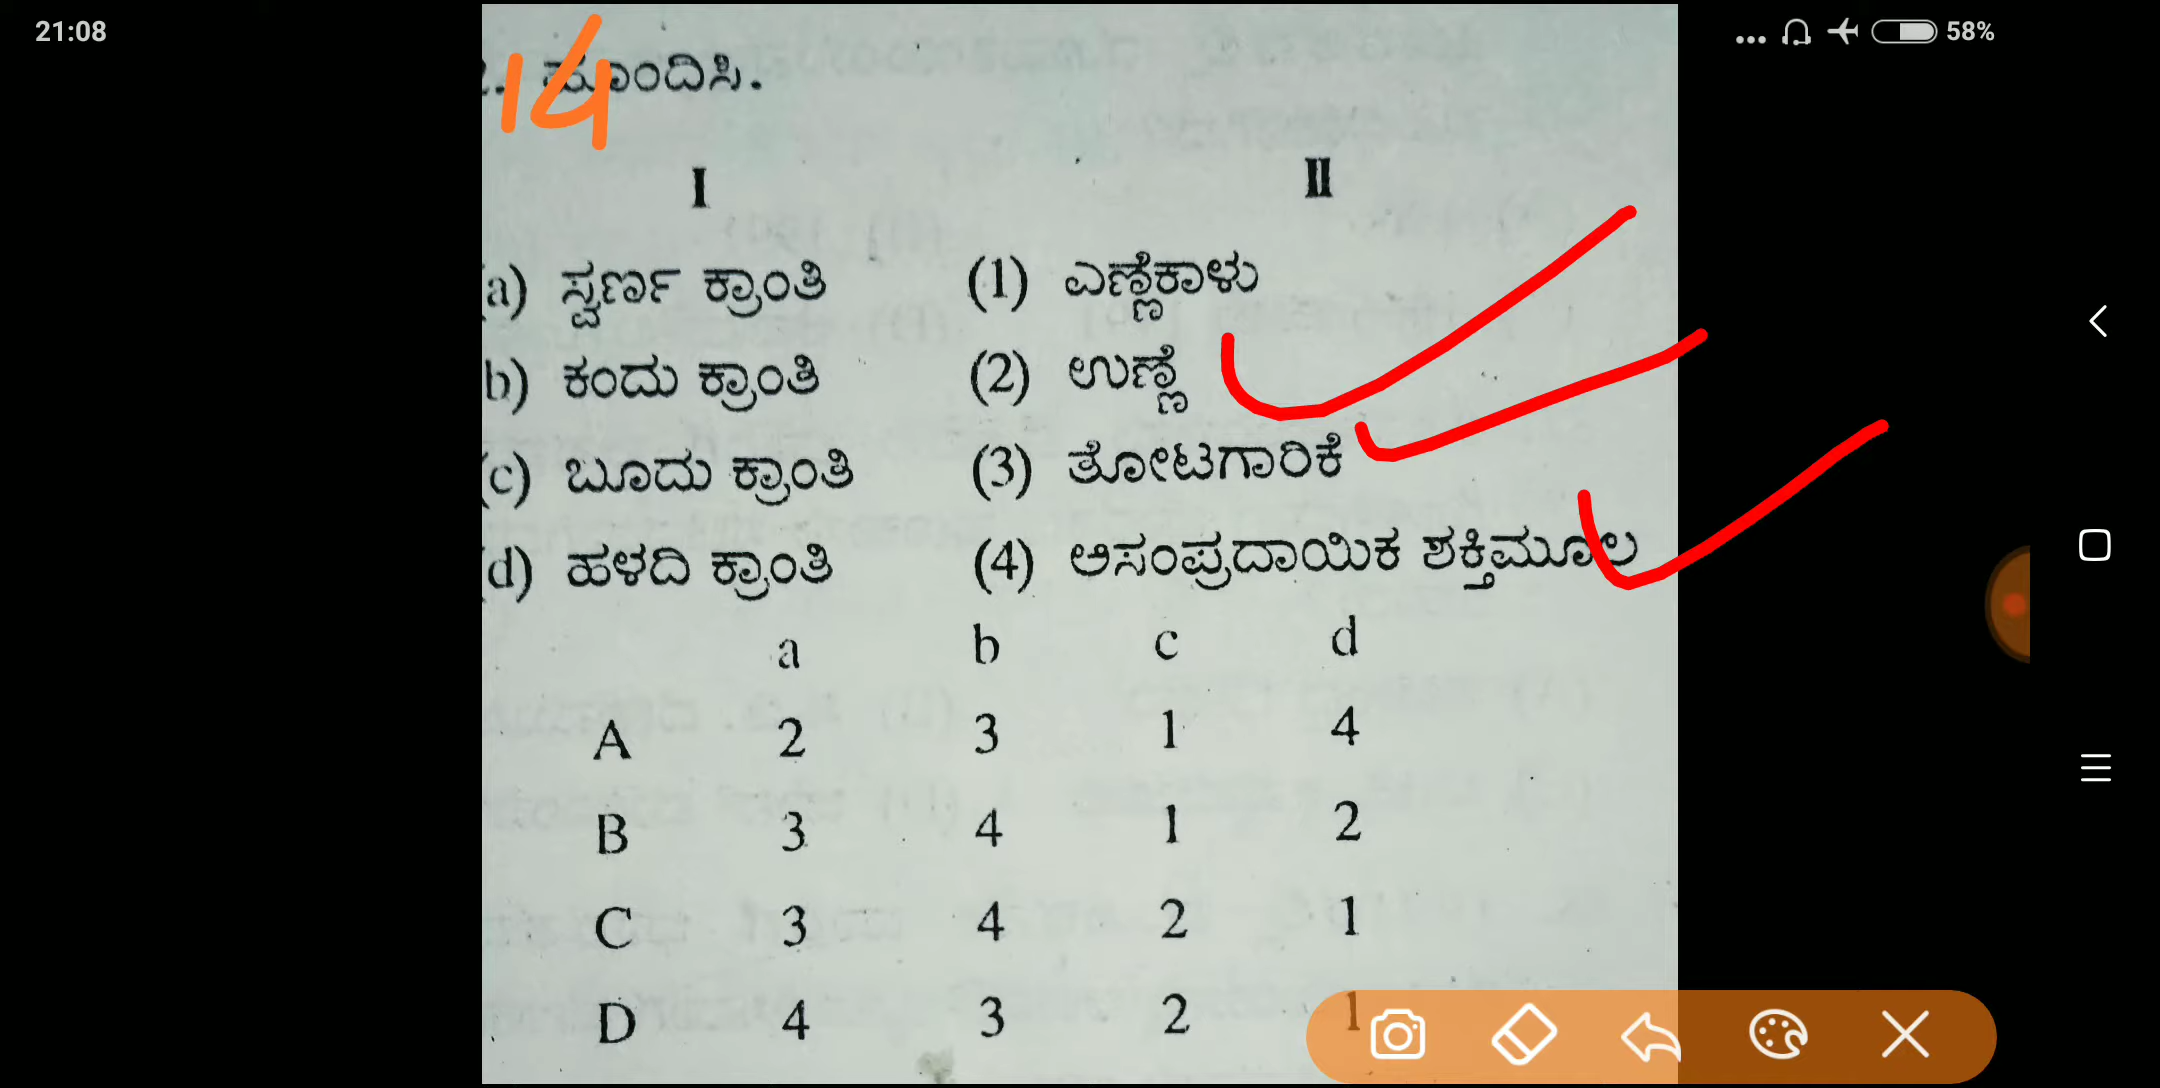 21:08
... 58%
14
2. ಹೊಂದಿಸಿ.
I II
(a) ಸ್ವರ್ಣ ಕ್ರಾಂತಿ (1) ಎಣ್ಣೆಕಾಳು
(b) ಕಂದು ಕ್ರಾಂತಿ (2) ಉಣ್ಣೆ
(c) ಬೂದು ಕ್ರಾಂತಿ (3) ತೋಟಗಾರಿಕೆ
(d) ಹಳದಿ ಕ್ರಾಂತಿ (4) ಅಸಂಪ್ರದಾಯಿಕ ಶಕ್ತಿಮೂಲ
a b c d
A 2 3 1 4
B 3 4 1 2
C 3 4 2 1
D 4 3 2 1